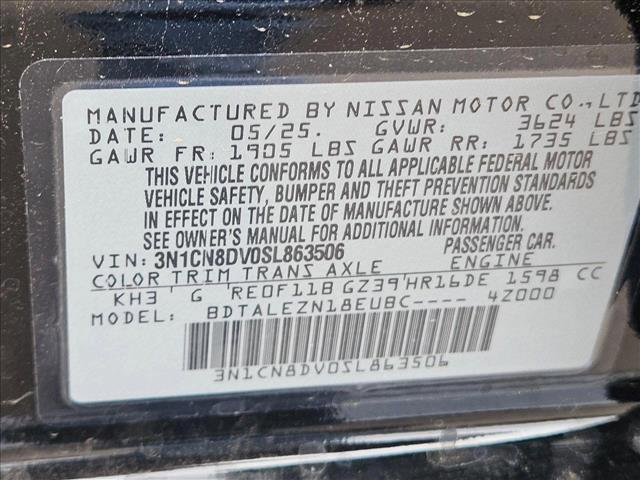 MANUFACTURED BY NISSAN MOTOR CO.,LTD
DATE: 05/25. GVWR: 3624 LBS
GAWR FR: 1905 LBS GAWR RR: 1735 LBS
THIS VEHICLE CONFORMS TO ALL APPLICABLE FEDERAL MOTOR
VEHICLE SAFETY, BUMPER AND THEFT PREVENTION STANDARDS
IN EFFECT ON THE DATE OF MANUFACTURE SHOWN ABOVE.
SEE OWNER'S MANUAL FOR ADDITIONAL INFORMATION.
VIN: 3N1CN8DV0SL863506 PASSENGER CAR.
COLOR TRIM TRANS AXLE ENGINE
KH3 G RE0F11B GZ39 HR16DE 1598 CC
MODEL: BDTALEZN18EUBC---- 4Z000
3N1CN8DV0SL863506